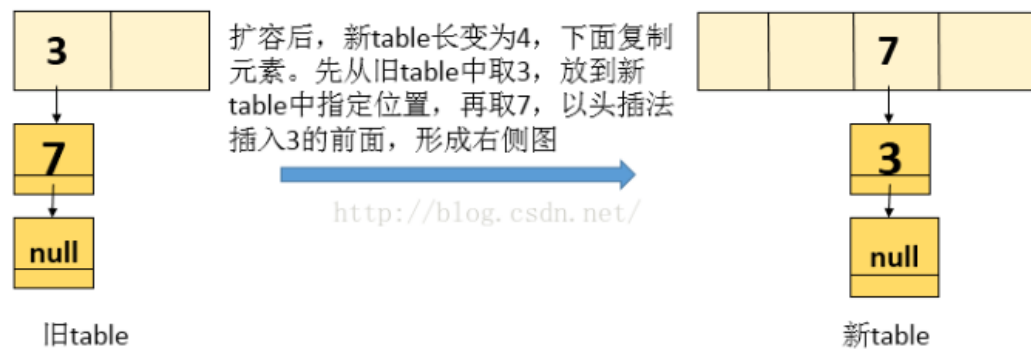 3
7
null
旧table
扩容后，新table长变为4，下面复制
元素。先从旧table中取3，放到新
table中指定位置，再取7，以头插法
插入3的前面，形成右侧图
http://blog.csdn.net/
7
3
null
新table